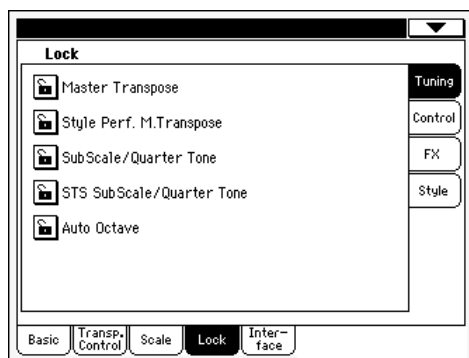 Lock
Master Transpose
Style Perf. M.Transpose
SubScale/Quarter Tone
STS SubScale/Quarter Tone
Auto Octave
Tuning
Control
FX
Style
Basic
Transp.
Control
Scale
Lock
Inter-
face